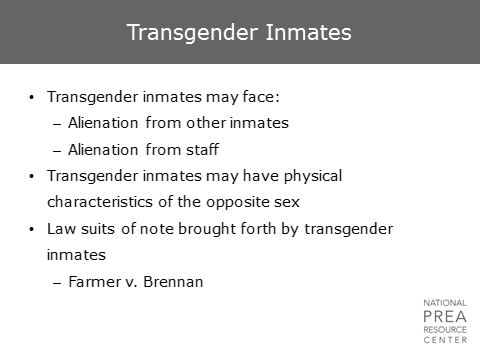 Transgender Inmates
• Transgender inmates may face:
– Alienation from other inmates
– Alienation from staff
• Transgender inmates may have physical
characteristics of the opposite sex
• Law suits of note brought forth by transgender
inmates
– Farmer v. Brennan
NATIONAL
PREA
RESOURCE
CENTER